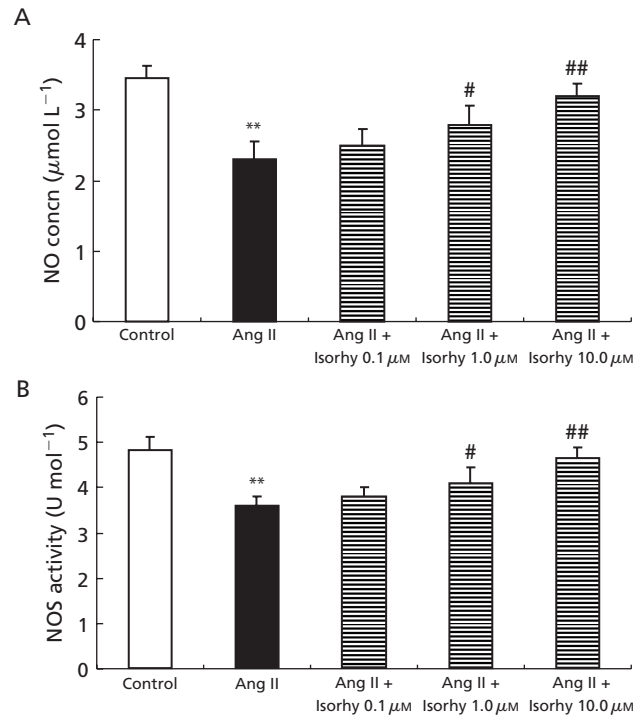 A
4
3
2
1
0
NO concn (μmol L⁻¹)
**
#
##
Control
Ang II
Ang II +
Isorhy 0.1 μM
Ang II +
Isorhy 1.0 μM
Ang II +
Isorhy 10.0 μM
B
6
5
4
3
2
1
0
NOS activity (U mol⁻¹)
**
#
##
Control
Ang II
Ang II +
Isorhy 0.1 μM
Ang II +
Isorhy 1.0 μM
Ang II +
Isorhy 10.0 μM